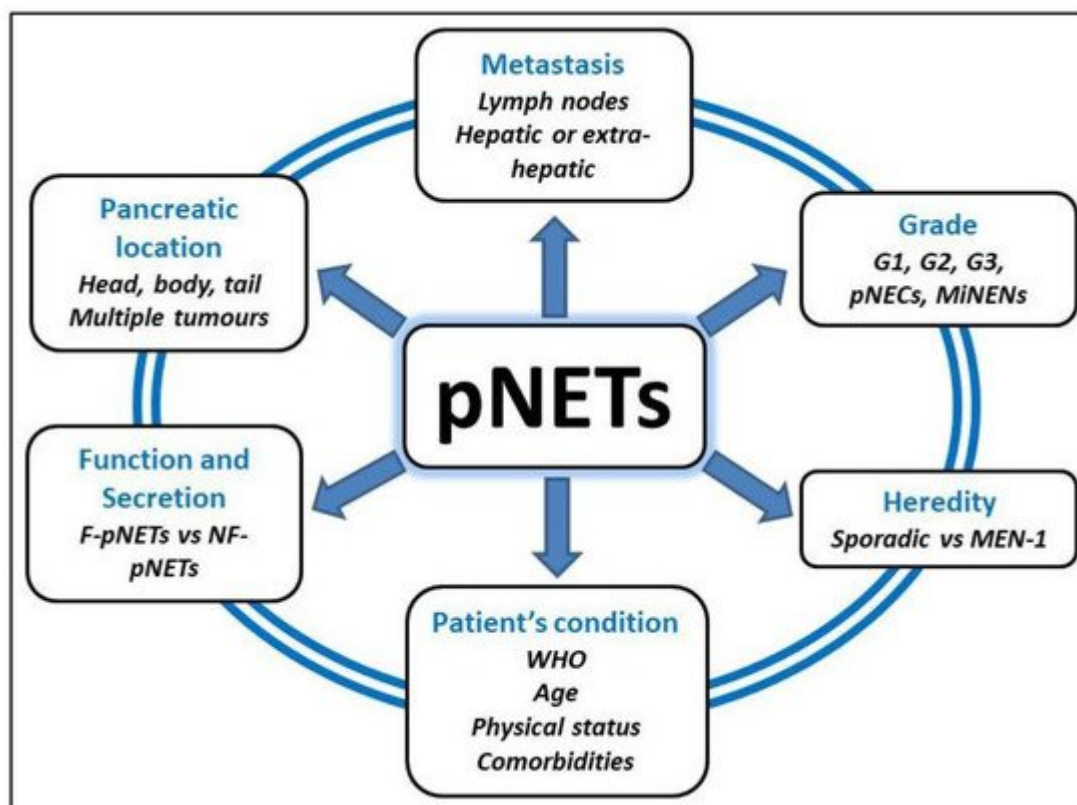 Metastasis
Lymph nodes
Hepatic or extra-
hepatic
Pancreatic
location
Head, body, tail
Multiple tumours
Grade
G1, G2, G3,
pNECs, MiNENs
pNETs
Function and
Secretion
F-pNETs vs NF-
pNETs
Heredity
Sporadic vs MEN-1
Patient’s condition
WHO
Age
Physical status
Comorbidities